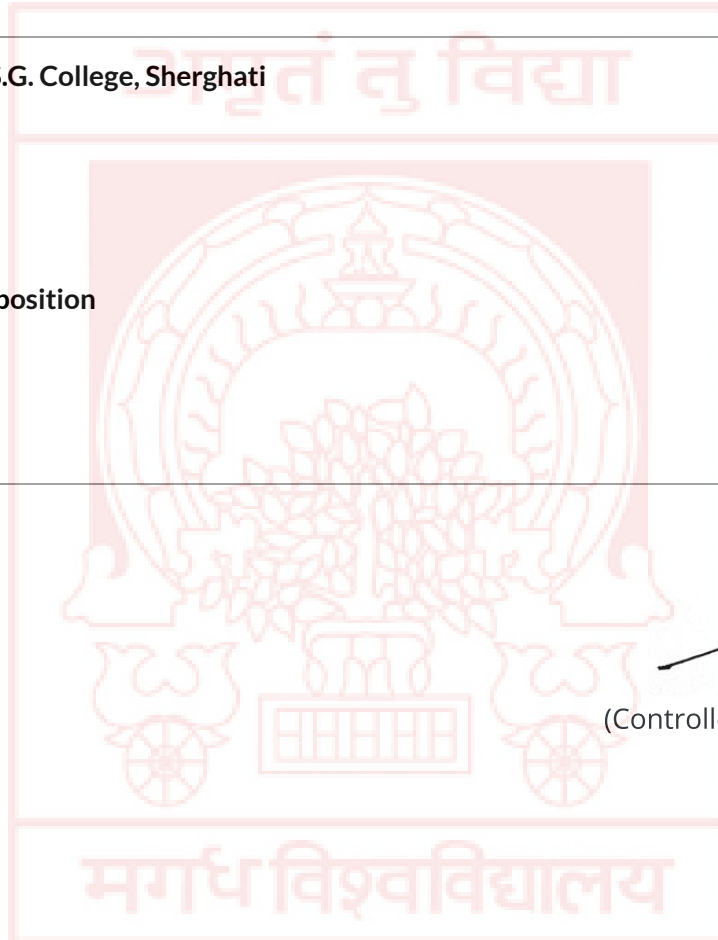 अमृतं तु विद्या
S.G. College, Sherghati
position
(Controll
मगध विश्वविद्यालय